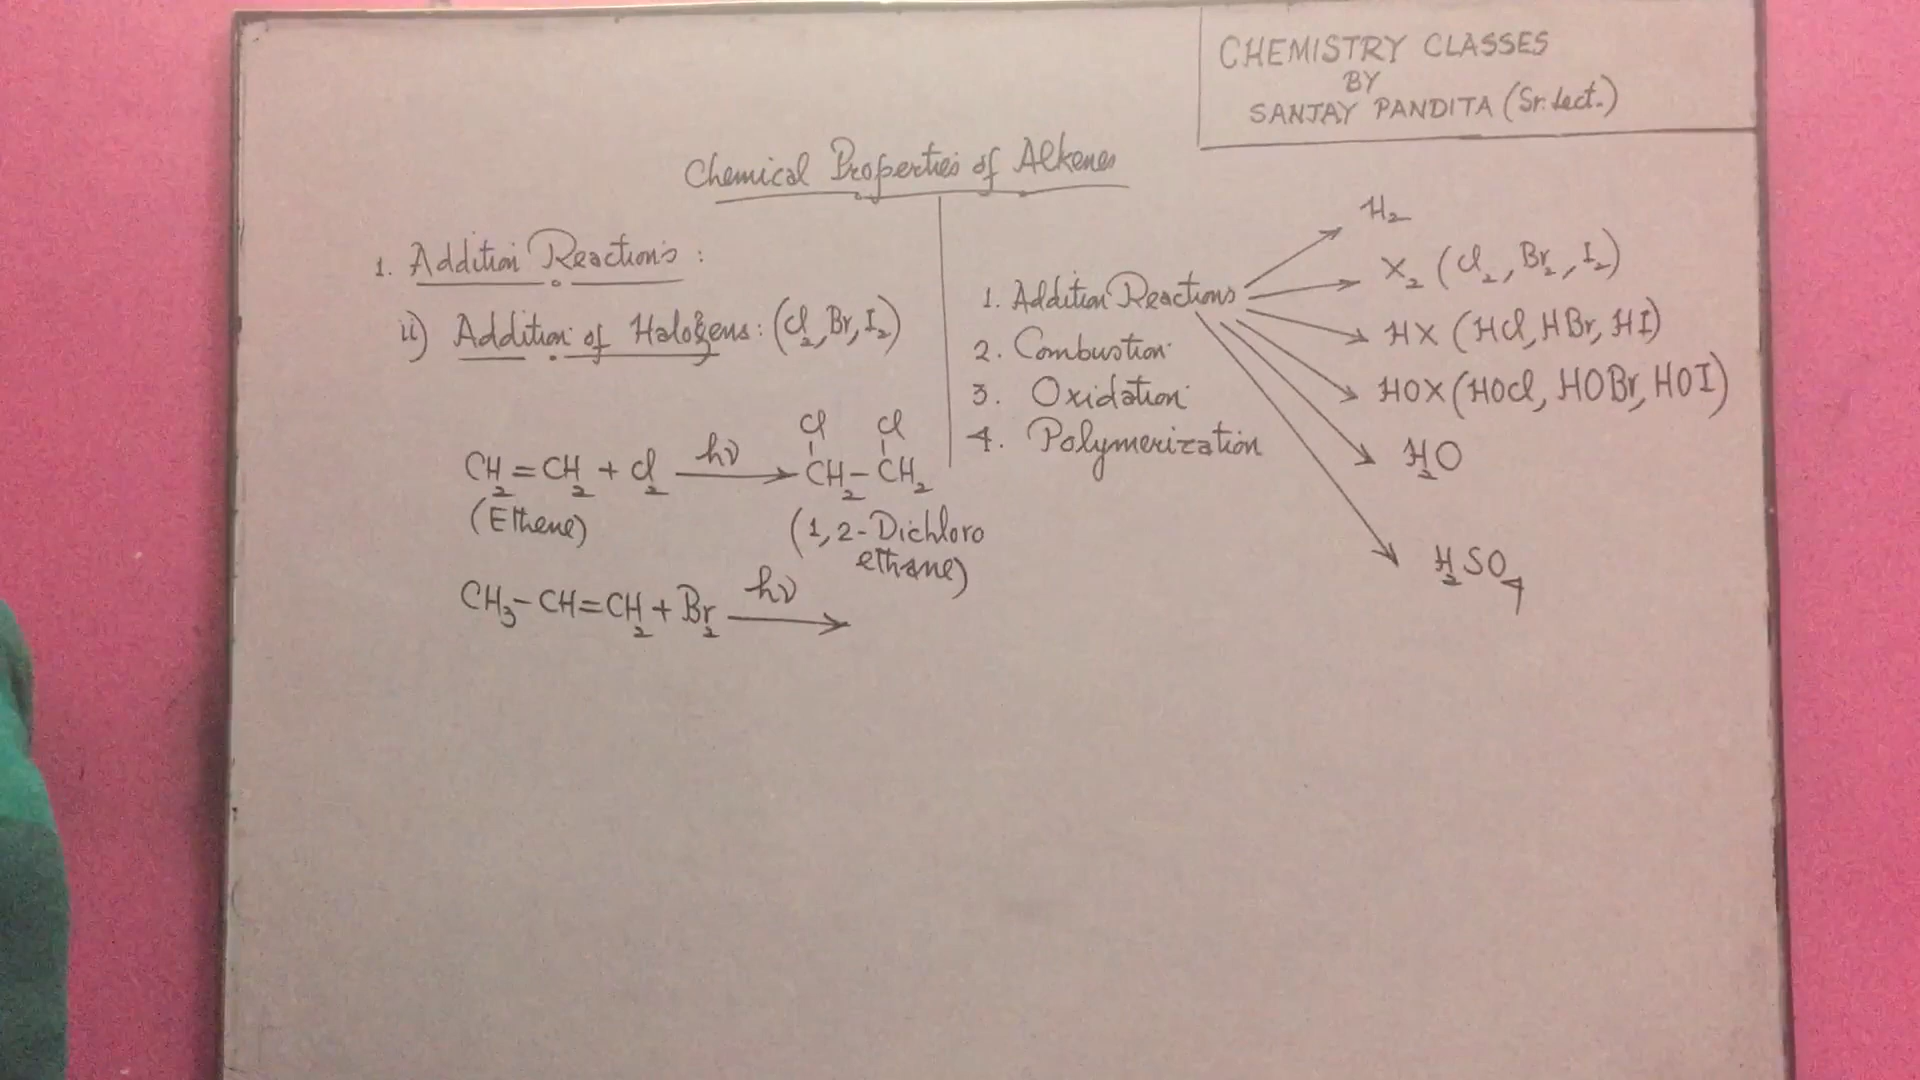 CHEMISTRY CLASSES
BY
SANJAY PANDITA (Sr. Lect.)
Chemical Properties of Alkenes
1. Addition Reactions :
ii) Addition of Halogens: (Cl₂, Br, I₂)
Cl Cl
CH₂=CH₂ + Cl₂ hν → CH₂-CH₂
(Ethene) (1,2-Dichloro
ethane)
CH₃-CH=CH₂ + Br₂ hν →
1. Addition Reactions
2. Combustion
3. Oxidation
4. Polymerization
H₂
X₂ (Cl₂, Br₂, I₂)
HX (HCl, HBr, HI)
HOX (HOCl, HOBr, HOI)
H₂O
H₂SO₄